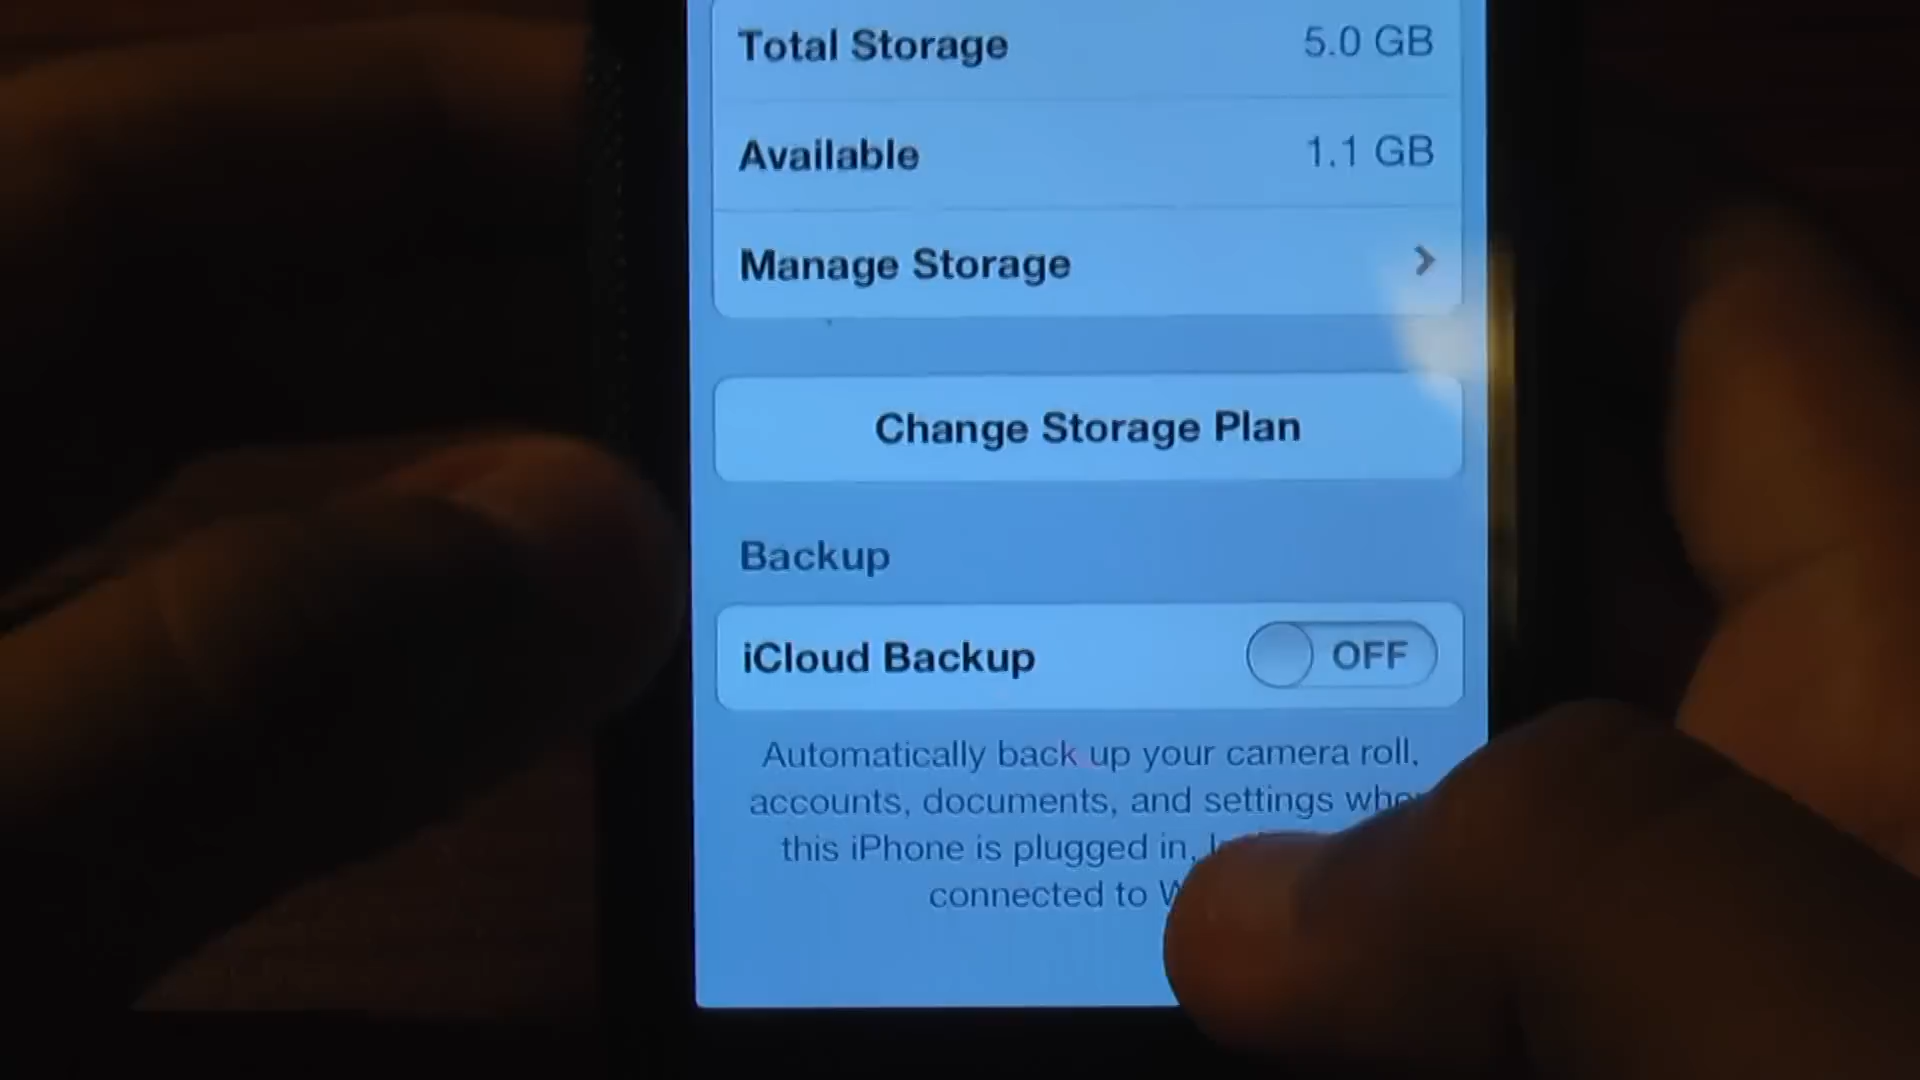 Total Storage 5.0 GB
Available 1.1 GB
Manage Storage
Change Storage Plan
Backup
iCloud Backup OFF
Automatically back up your camera roll,
accounts, documents, and settings
this iPhone is plugged in,
connected to